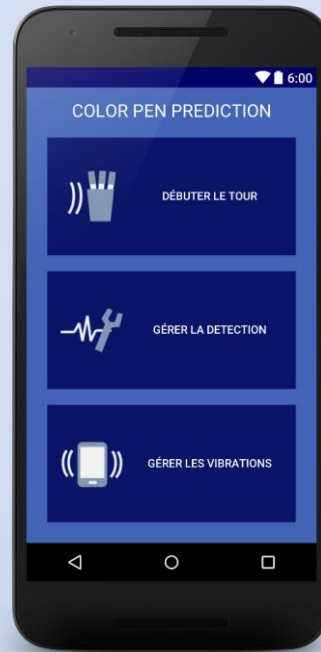 6:00
COLOR PEN PREDICTION
DÉBUTER LE TOUR
GÉRER LA DETECTION
GÉRER LES VIBRATIONS